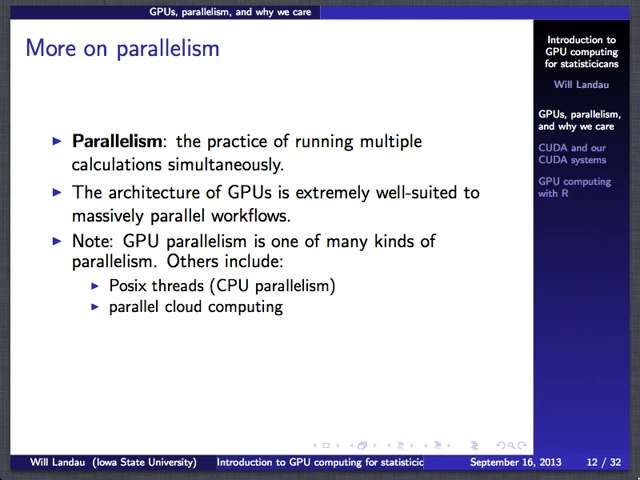 GPUs, parallelism, and why we care
More on parallelism
Parallelism: the practice of running multiple
calculations simultaneously.
The architecture of GPUs is extremely well-suited to
massively parallel workflows.
Note: GPU parallelism is one of many kinds of
parallelism. Others include:
Posix threads (CPU parallelism)
parallel cloud computing
Introduction to
GPU computing
for statisticicans
Will Landau
GPUs, parallelism,
and why we care
CUDA and our
CUDA systems
GPU computing
with R
Will Landau (Iowa State University) Introduction to GPU computing for statisticic September 16, 2013 12 / 32